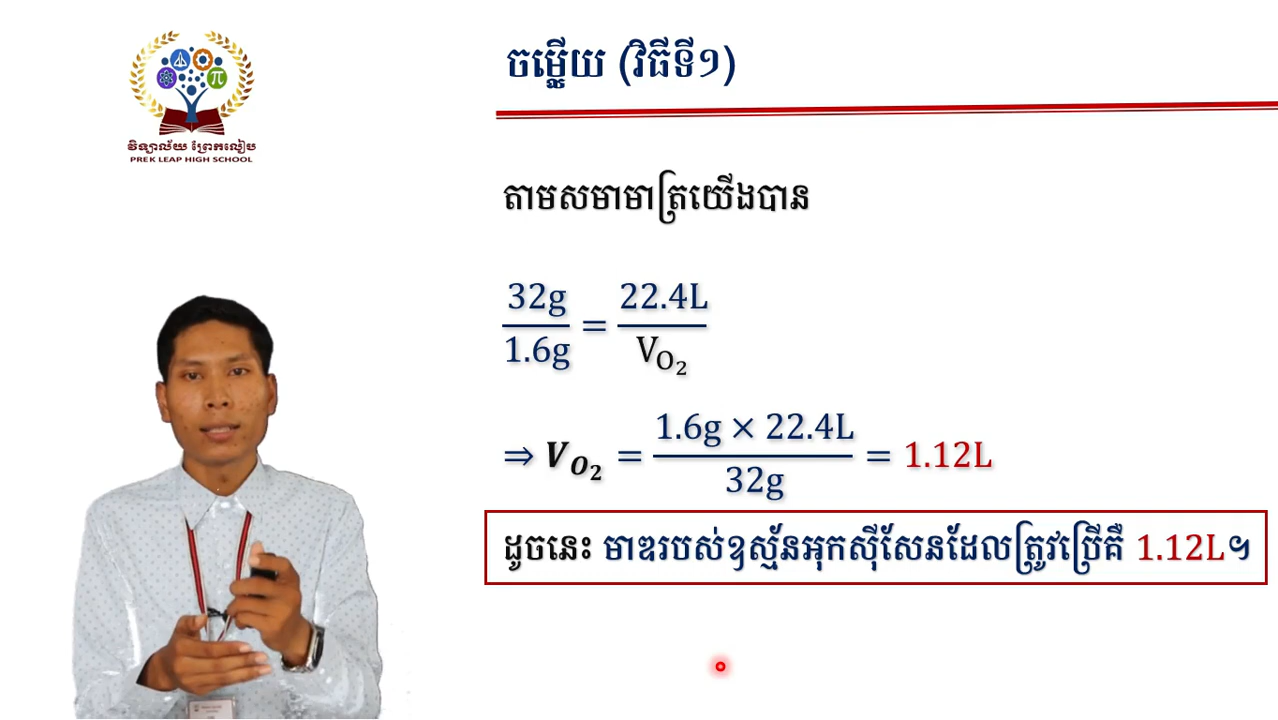 វិទ្យាល័យ ព្រែកលៀប
PREK LEAP HIGH SCHOOL
ចម្លើយ (វិធីទី១)
តាមសមាមាត្រយើងបាន
32g/1.6g = 22.4L/V_O₂
⇒ V_O₂ = 1.6g × 22.4L/32g = 1.12L
ដូចនេះ មាឌរបស់ឧស្ម័នអុកស៊ីសែនដែលត្រូវប្រើគឺ 1.12L។